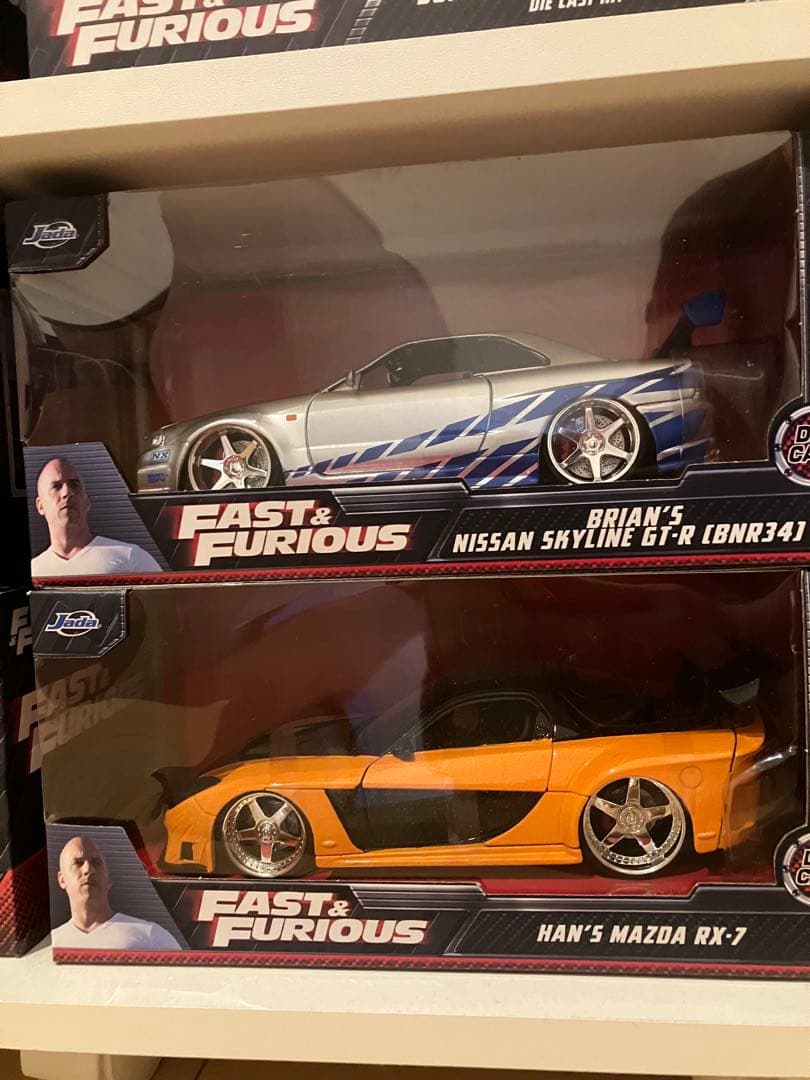 FAST &
FURIOUS
DIE CAST
Jada
NX
FAST &
FURIOUS
BRIAN'S
NISSAN SKYLINE GT-R (BNR34)
Jada
FAST &
FURIOUS
FAST &
FURIOUS
HAN'S MAZDA RX-7